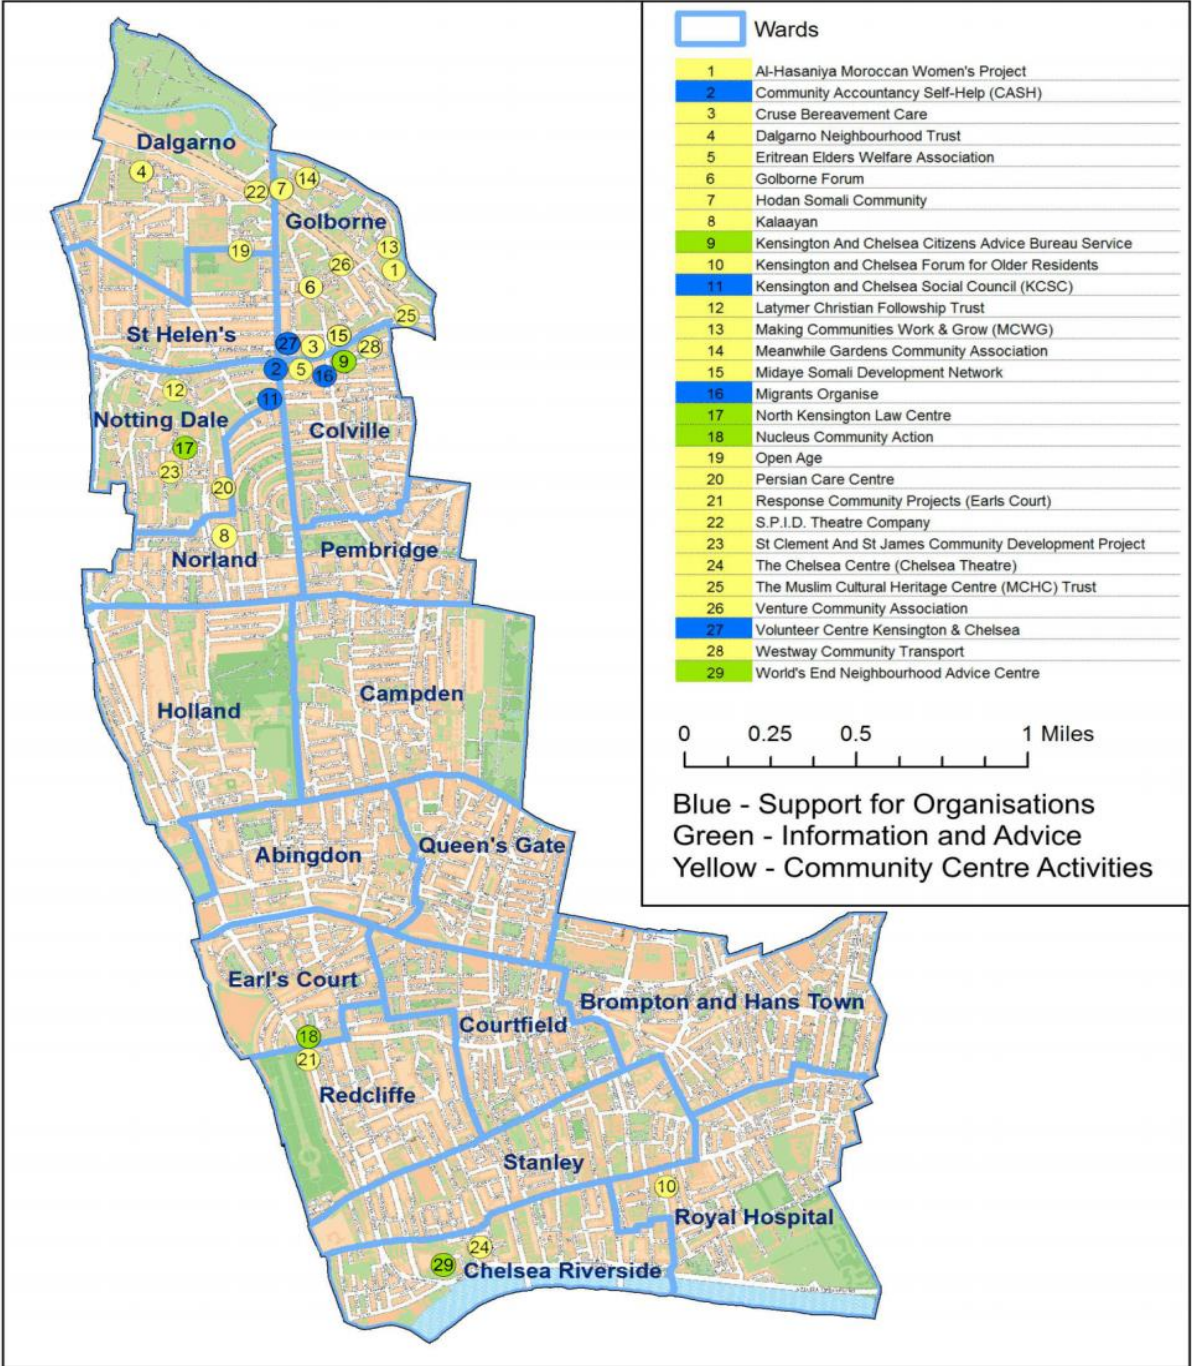 Wards
1 Al-Hasaniya Moroccan Women's Project
2 Community Accountancy Self-Help (CASH)
3 Cruse Bereavement Care
4 Dalgarno Neighbourhood Trust
5 Eritrean Elders Welfare Association
6 Golborne Forum
7 Hodan Somali Community
8 Kalaayan
9 Kensington And Chelsea Citizens Advice Bureau Service
10 Kensington and Chelsea Forum for Older Residents
11 Kensington and Chelsea Social Council (KCSC)
12 Latymer Christian Fellowship Trust
13 Making Communities Work & Grow (MCWG)
14 Meanwhile Gardens Community Association
15 Midaye Somali Development Network
16 Migrants Organise
17 North Kensington Law Centre
18 Nucleus Community Action
19 Open Age
20 Persian Care Centre
21 Response Community Projects (Earls Court)
22 S.P.I.D. Theatre Company
23 St Clement And St James Community Development Project
24 The Chelsea Centre (Chelsea Theatre)
25 The Muslim Cultural Heritage Centre (MCHC) Trust
26 Venture Community Association
27 Volunteer Centre Kensington & Chelsea
28 Westway Community Transport
29 World's End Neighbourhood Advice Centre
0 0.25 0.5 1 Miles
Blue - Support for Organisations
Green - Information and Advice
Yellow - Community Centre Activities
Dalgarno
4
14
22 7
Golborne
13
19
26
1
6
25
St Helen's
15
27 3 28
9
2 5 16
12
11
Notting Dale
Colville
17
23
20
8
Norland
Pembridge
Campden
Holland
Queen's Gate
Abingdon
Earl's Court
Brompton and Hans Town
Courtfield
18
21
Redcliffe
Stanley
10
Royal Hospital
24
29
Chelsea Riverside